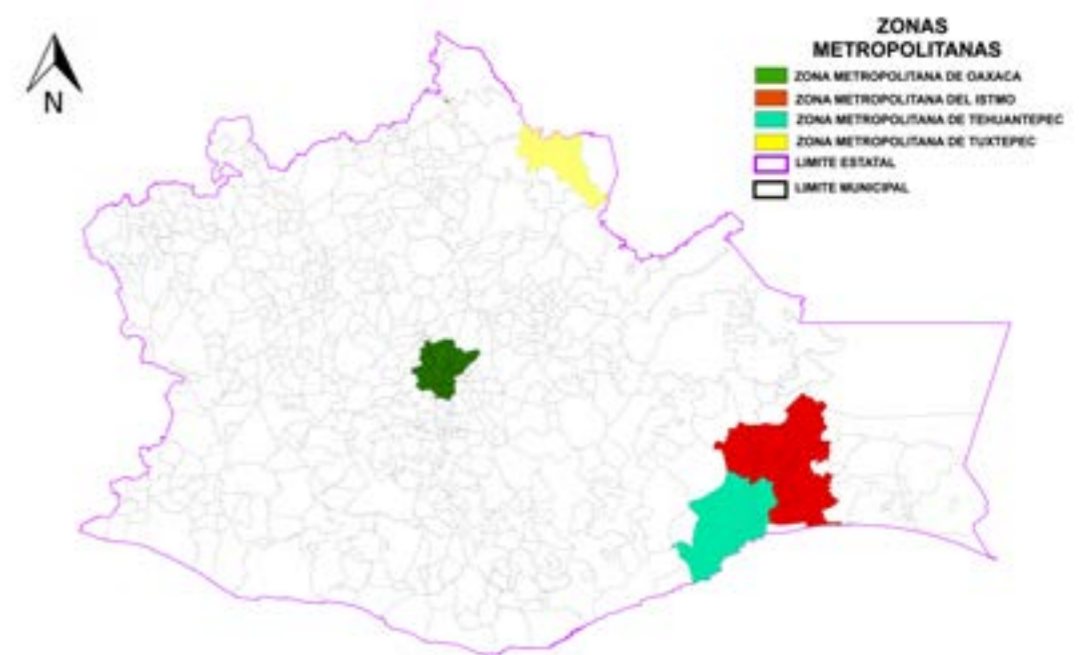 N
ZONAS
METROPOLITANAS
ZONA METROPOLITANA DE OAXACA
ZONA METROPOLITANA DEL ISTMO
ZONA METROPOLITANA DE TEHUANTEPEC
ZONA METROPOLITANA DE TUXTEPEC
LIMITE ESTATAL
LIMITE MUNICIPAL